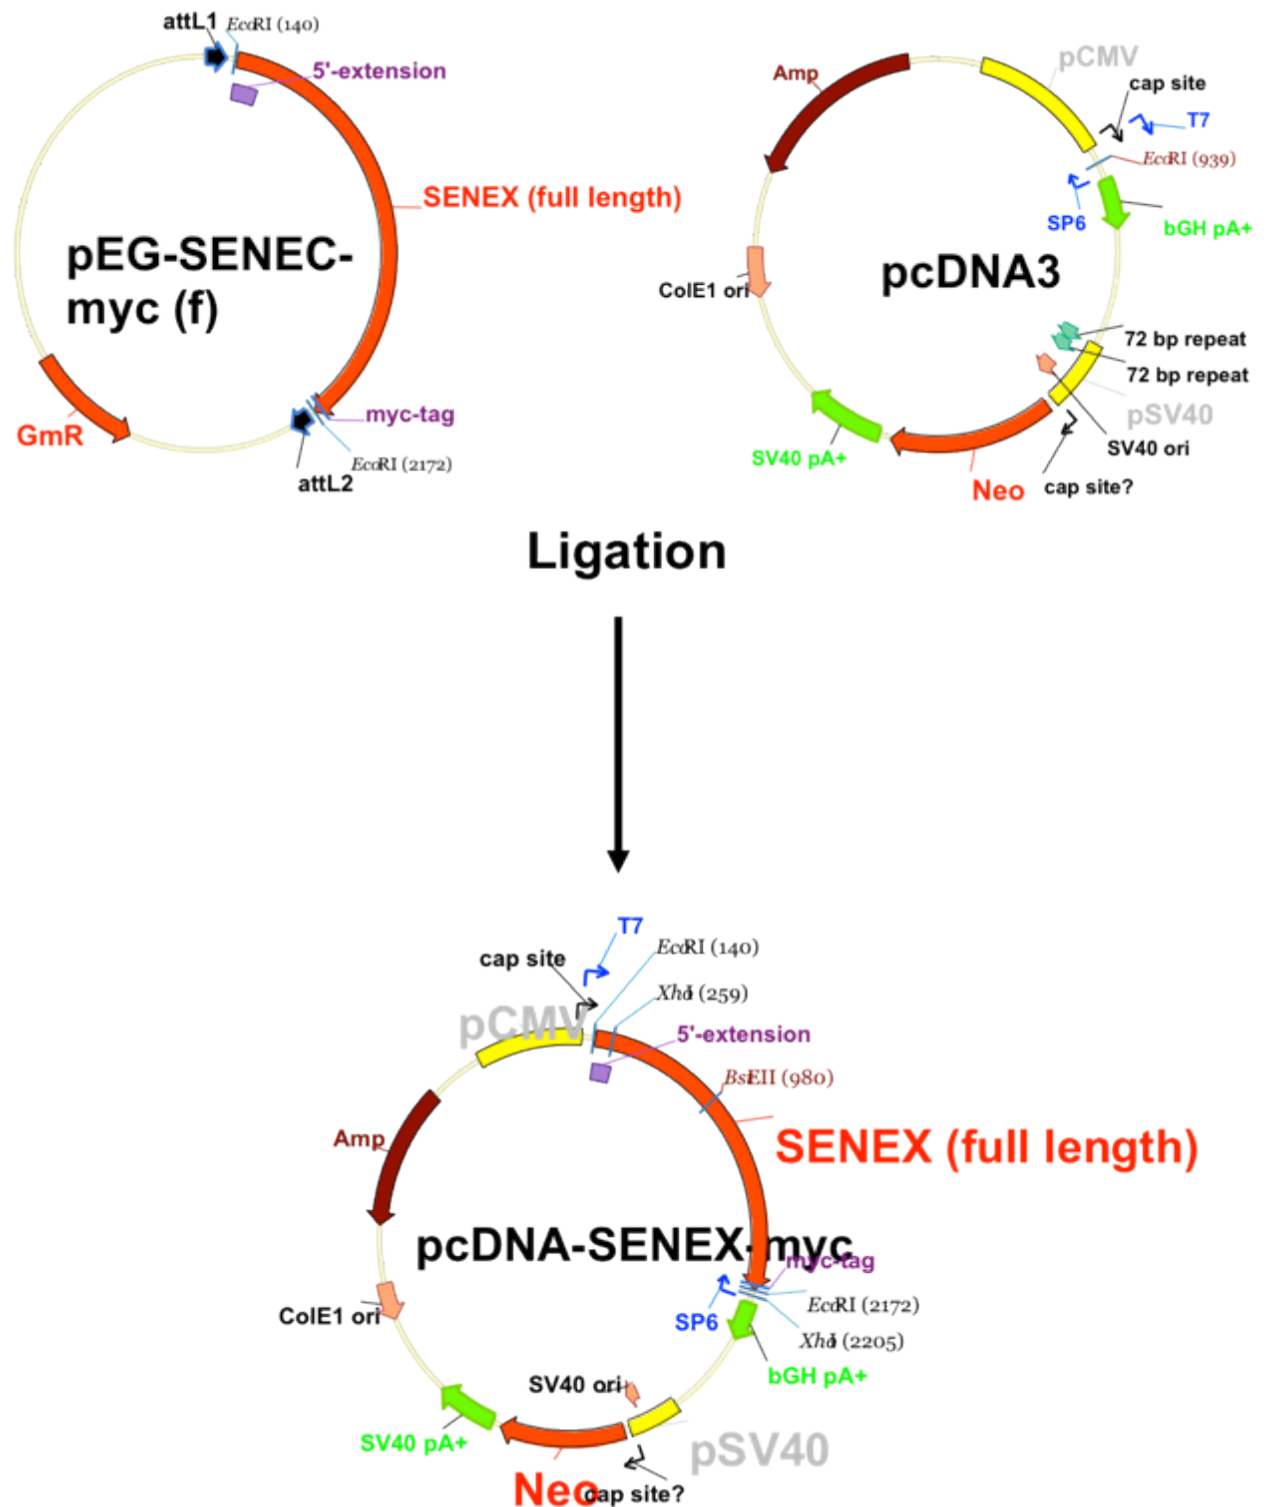 attL1
EcoRI (140)
5'-extension
SENEX (full length)
pEG-SENEC-
myc (f)
GmR
myc-tag
EcoRI (2172)
attL2
pCMV
Amp
cap site
T7
EcoRI (939)
SP6
bGH pA+
pcDNA3
ColE1 ori
72 bp repeat
72 bp repeat
pSV40
SV40 ori
SV40 pA+
Neo
cap site?
Ligation
T7
cap site
EcoRI (140)
XhoI (259)
pCMV
5'-extension
BstEII (980)
Amp
SENEX (full length)
pcDNA-SENEX-myc
myc-tag
EcoRI (2172)
SP6
ColE1 ori
XhoI (2205)
bGH pA+
SV40 ori
SV40 pA+
pSV40
Neo
cap site?